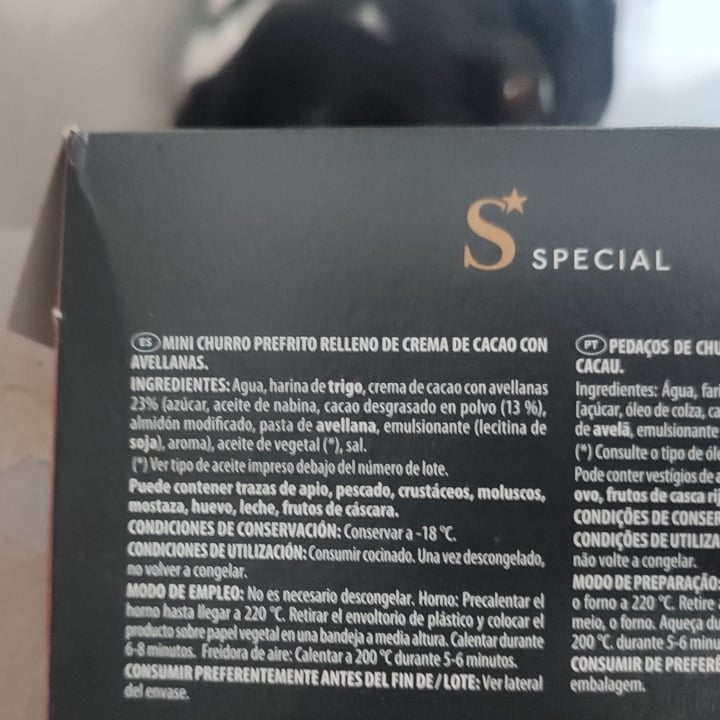 S SPECIAL
ES MINI CHURRO PREFRITO RELLENO DE CREMA DE CACAO CON
AVELLANAS.
INGREDIENTES: Agua, harina de trigo, crema de cacao con avellanas
23% (azúcar, aceite de nabina, cacao desgrasado en polvo (13 %),
almidón modificado, pasta de avellana, emulsionante (lecitina de
soja), aroma), aceite de vegetal (*), sal.
(*) Ver tipo de aceite impreso debajo del número de lote.
Puede contener trazas de apio, pescado, crustáceos, moluscos,
mostaza, huevo, leche, frutos de cáscara.
CONDICIONES DE CONSERVACIÓN: Conservar a -18 °C.
CONDICIONES DE UTILIZACIÓN: Consumir cocinado. Una vez descongelado,
no volver a congelar.
MODO DE EMPLEO: No es necesario descongelar. Horno: Precalentar el
horno hasta llegar a 220 °C. Retirar el envoltorio de plástico y colocar el
producto sobre papel vegetal en una bandeja a media altura. Calentar durante
6-8 minutos. Freidora de aire: Calentar a 200 °C durante 5-6 minutos.
CONSUMIR PREFERENTEMENTE ANTES DEL FIN DE / LOTE: Ver lateral
del envase.
PT PEDAÇOS DE CHU
CACAU.
Ingredientes: Água, fari
[açúcar, óleo de colza, ca
de avelã, emulsionante
(*) Consulte o tipo de óle
Pode conter vestígios de a
ovo, frutos de casca rij
CONDIÇÕES DE CONSER
CONDIÇÕES DE UTILIZA
não volte a congelar.
MODO DE PREPARAÇÃO:
o forno a 220 °C. Retire
meio, o forno. Aqueça du
200 °C. durante 5-6 minu
CONSUMIR DE PREFERÊ
embalagem.